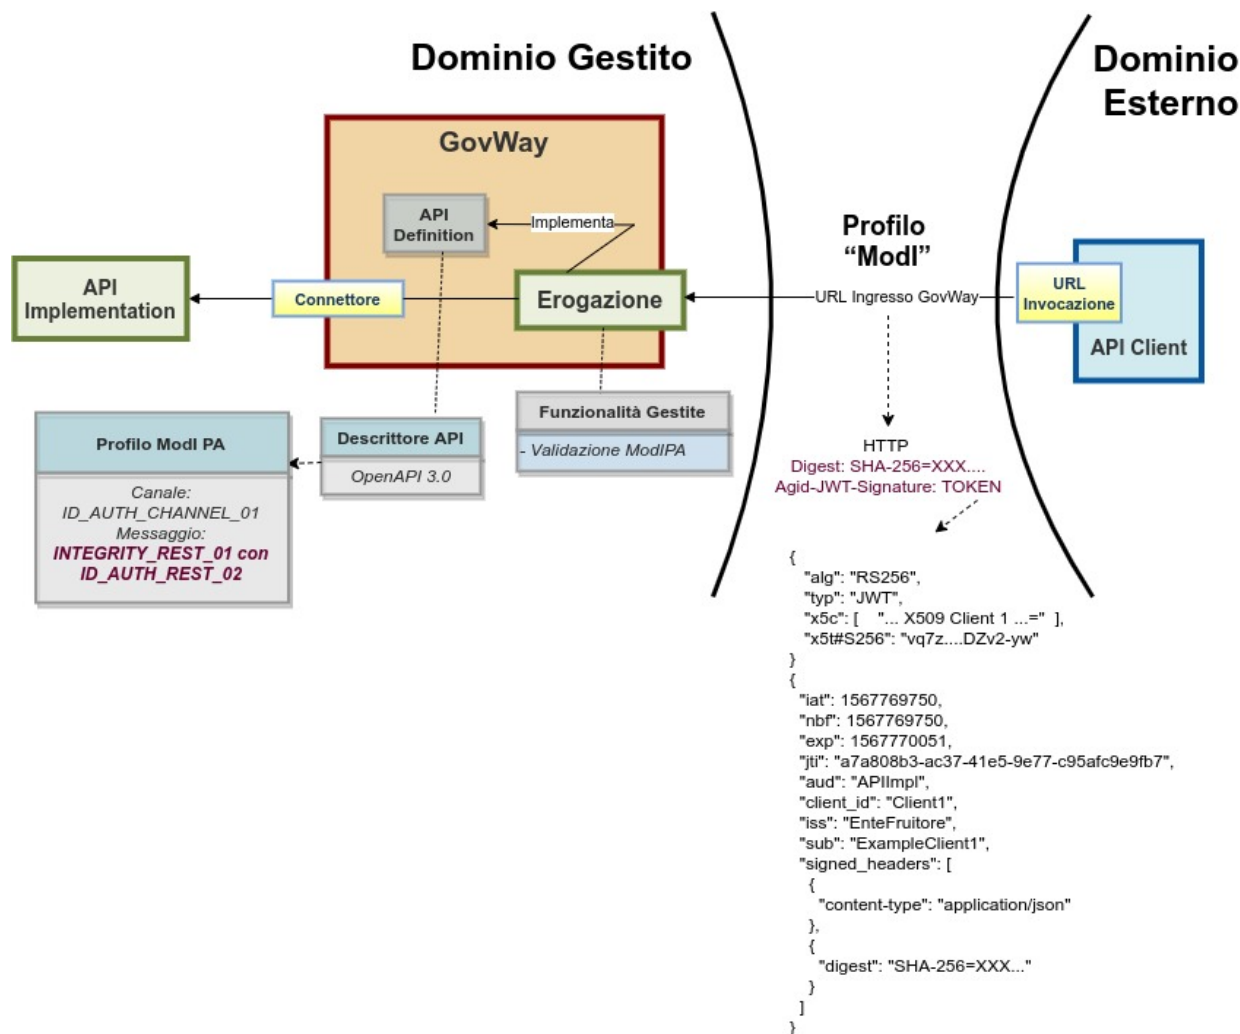 Dominio Gestito
Dominio
Esterno
GovWay
API
Definition
Implementa
Profilo
“ModI”
API
Implementation
Connettore
Erogazione
URL Ingresso GovWay
URL
Invocazione
API Client
Profilo ModI PA
Canale:
ID_AUTH_CHANNEL_01
Messaggio:
INTEGRITY_REST_01 con
ID_AUTH_REST_02
Descrittore API
OpenAPI 3.0
Funzionalità Gestite
- Validazione ModIPA
HTTP
Digest: SHA-256=XXX....
Agid-JWT-Signature: TOKEN
{
"alg": "RS256",
"typ": "JWT",
"x5c": [ "... X509 Client 1 ...=" ],
"x5t#S256": "vq7z....DZv2-yw"
}
{
"iat": 1567769750,
"nbf": 1567769750,
"exp": 1567770051,
"jti": "a7a808b3-ac37-41e5-9e77-c95afc9e9fb7",
"aud": "APIImpl",
"client_id": "Client1",
"iss": "EnteFruitore",
"sub": "ExampleClient1",
"signed_headers": [
{
"content-type": "application/json"
},
{
"digest": "SHA-256=XXX..."
}
]
}